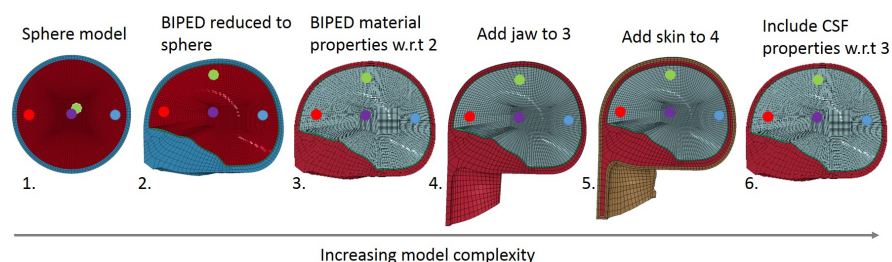 Sphere model
BIPED reduced to
sphere
BIPED material
properties w.r.t 2
Add jaw to 3
Add skin to 4
Include CSF
properties w.r.t 3
1.
2.
3.
4.
5.
6.
Increasing model complexity